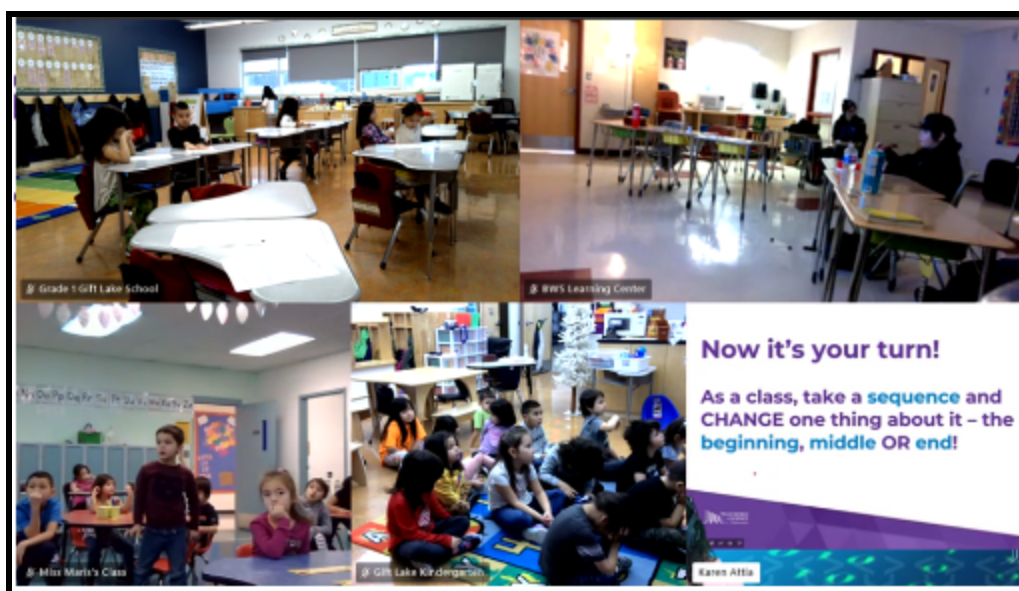 Grade 1 Gift Lake School
BWS Learning Center
Now it's your turn!
As a class, take a sequence and
CHANGE one thing about it – the
beginning, middle OR end!
Miss Maris's Class
Gift Lake Kindergarten
Karen Attia